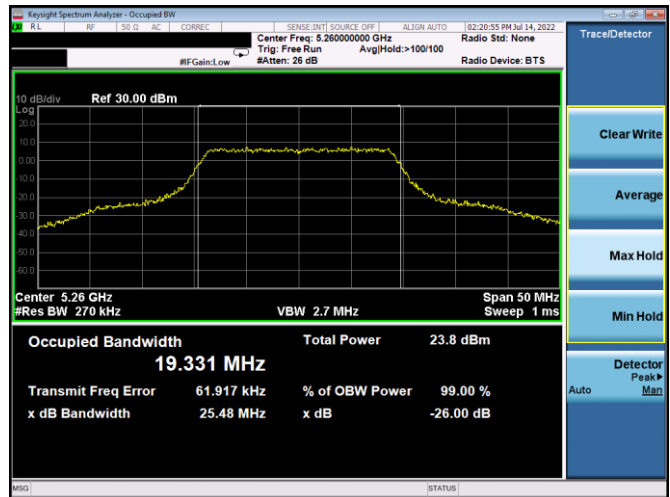 Keysight Spectrum Analyzer - Occupied BW
RL RF 50 Ω AC CORREC SENSE:INT SOURCE OFF ALIGN AUTO 02:20:55 PM Jul 14, 2022
Center Freq: 5.260000000 GHz Radio Std: None
Trig: Free Run Avg|Hold:>100/100
#IFGain:Low #Atten: 26 dB Radio Device: BTS
Trace/Detector
10 dB/div Ref 30.00 dBm
Log
20.0
10.0
0.00
-10.0
-20.0
-30.0
-40.0
-50.0
-60.0
Center 5.26 GHz Span 50 MHz
#Res BW 270 kHz VBW 2.7 MHz Sweep 1 ms
Occupied Bandwidth Total Power 23.8 dBm
19.331 MHz
Transmit Freq Error 61.917 kHz % of OBW Power 99.00 %
x dB Bandwidth 25.48 MHz x dB -26.00 dB
Clear Write
Average
Max Hold
Min Hold
Detector
Peak▶
Auto Man
MSG STATUS